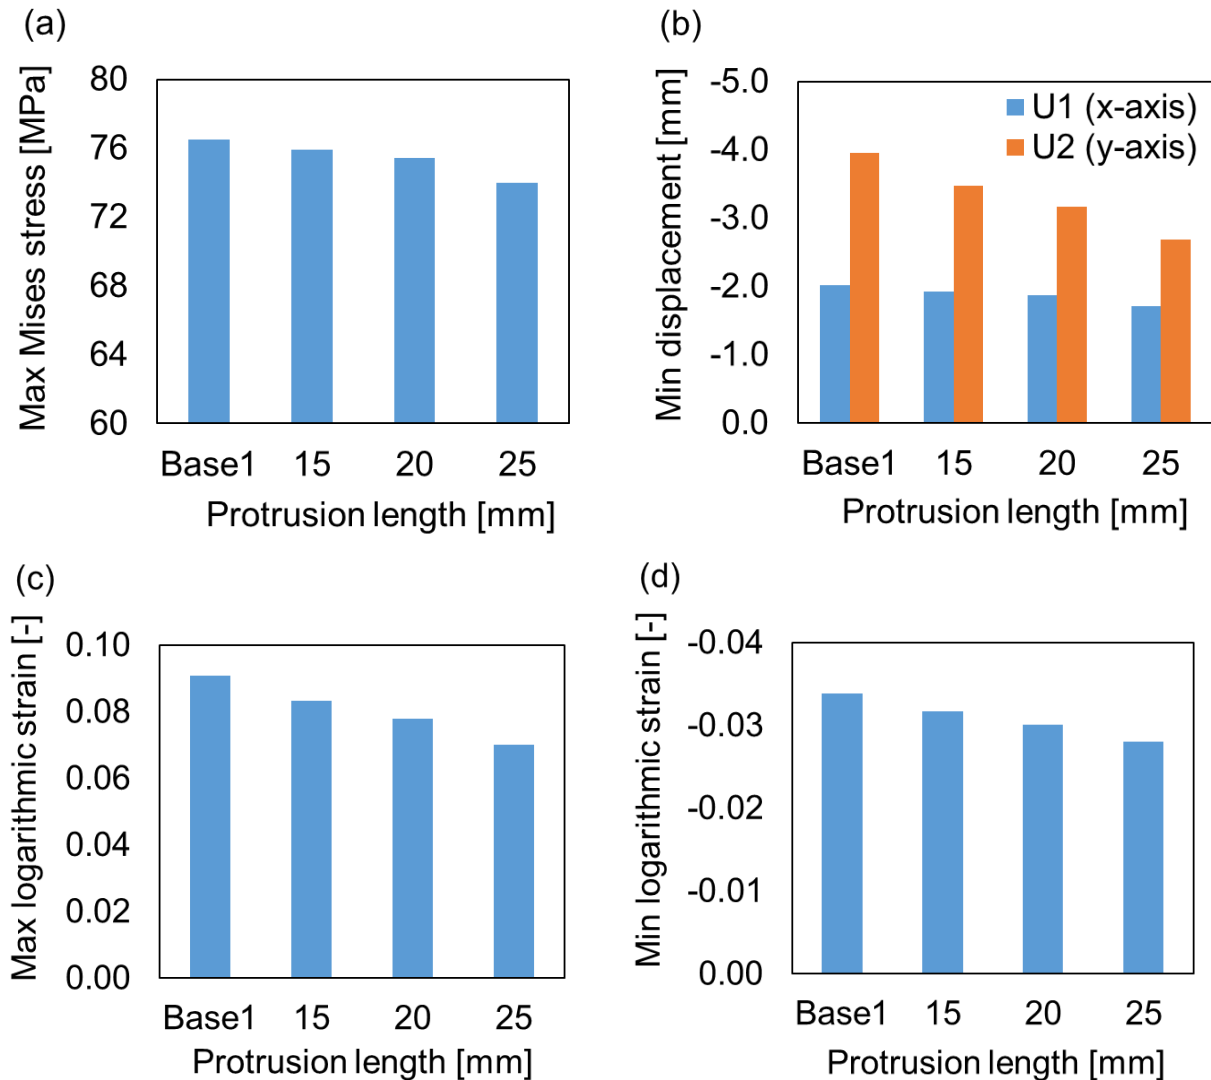 (a)
Max Mises stress [MPa]
80
76
72
68
64
60
Base1 15 20 25
Protrusion length [mm]
(b)
Min displacement [mm]
-5.0
-4.0
-3.0
-2.0
-1.0
0.0
U1 (x-axis)
U2 (y-axis)
Base1 15 20 25
Protrusion length [mm]
(c)
Max logarithmic strain [-]
0.10
0.08
0.06
0.04
0.02
0.00
Base1 15 20 25
Protrusion length [mm]
(d)
Min logarithmic strain [-]
-0.04
-0.03
-0.02
-0.01
0.00
Base1 15 20 25
Protrusion length [mm]